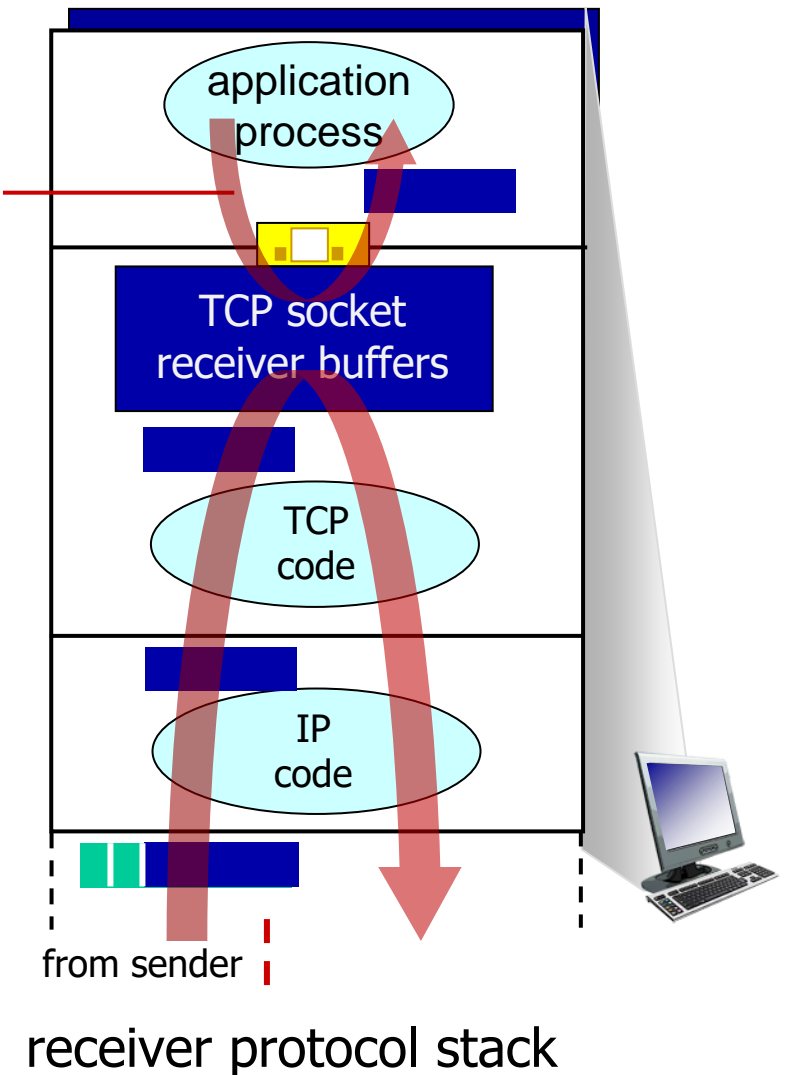 application
process
TCP socket
receiver buffers
TCP
code
IP
code
from sender
receiver protocol stack